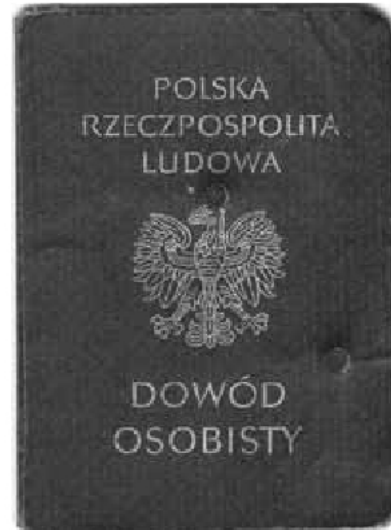 POLSKA
RZECZPOSPOLITA
LUDOWA
DOWÓD
OSOBISTY